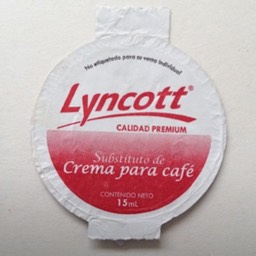 No etiquetado para su venta individual
Lyncott®
CALIDAD PREMIUM
Substituto de
Crema para café
CONTENIDO NETO
15mL